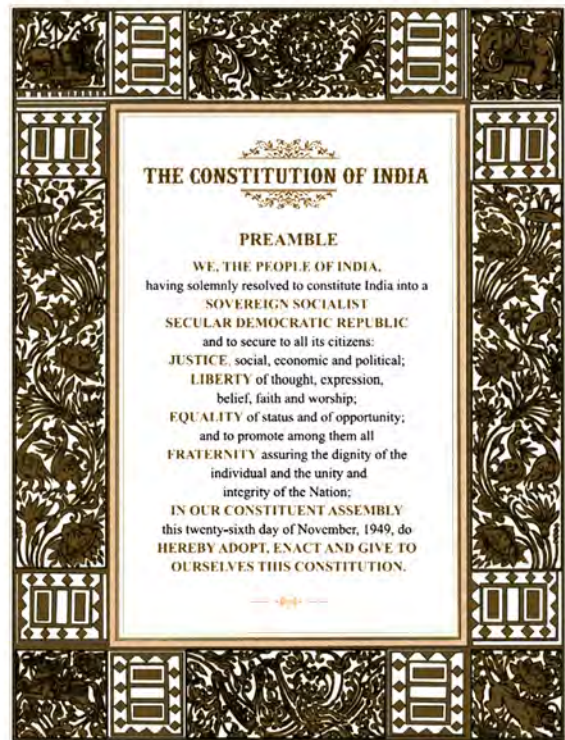 THE CONSTITUTION OF INDIA
PREAMBLE
WE, THE PEOPLE OF INDIA,
having solemnly resolved to constitute India into a
SOVEREIGN SOCIALIST
SECULAR DEMOCRATIC REPUBLIC
and to secure to all its citizens:
JUSTICE, social, economic and political;
LIBERTY of thought, expression,
belief, faith and worship;
EQUALITY of status and of opportunity;
and to promote among them all
FRATERNITY assuring the dignity of the
individual and the unity and
integrity of the Nation;
IN OUR CONSTITUENT ASSEMBLY
this twenty-sixth day of November, 1949, do
HEREBY ADOPT, ENACT AND GIVE TO
OURSELVES THIS CONSTITUTION.